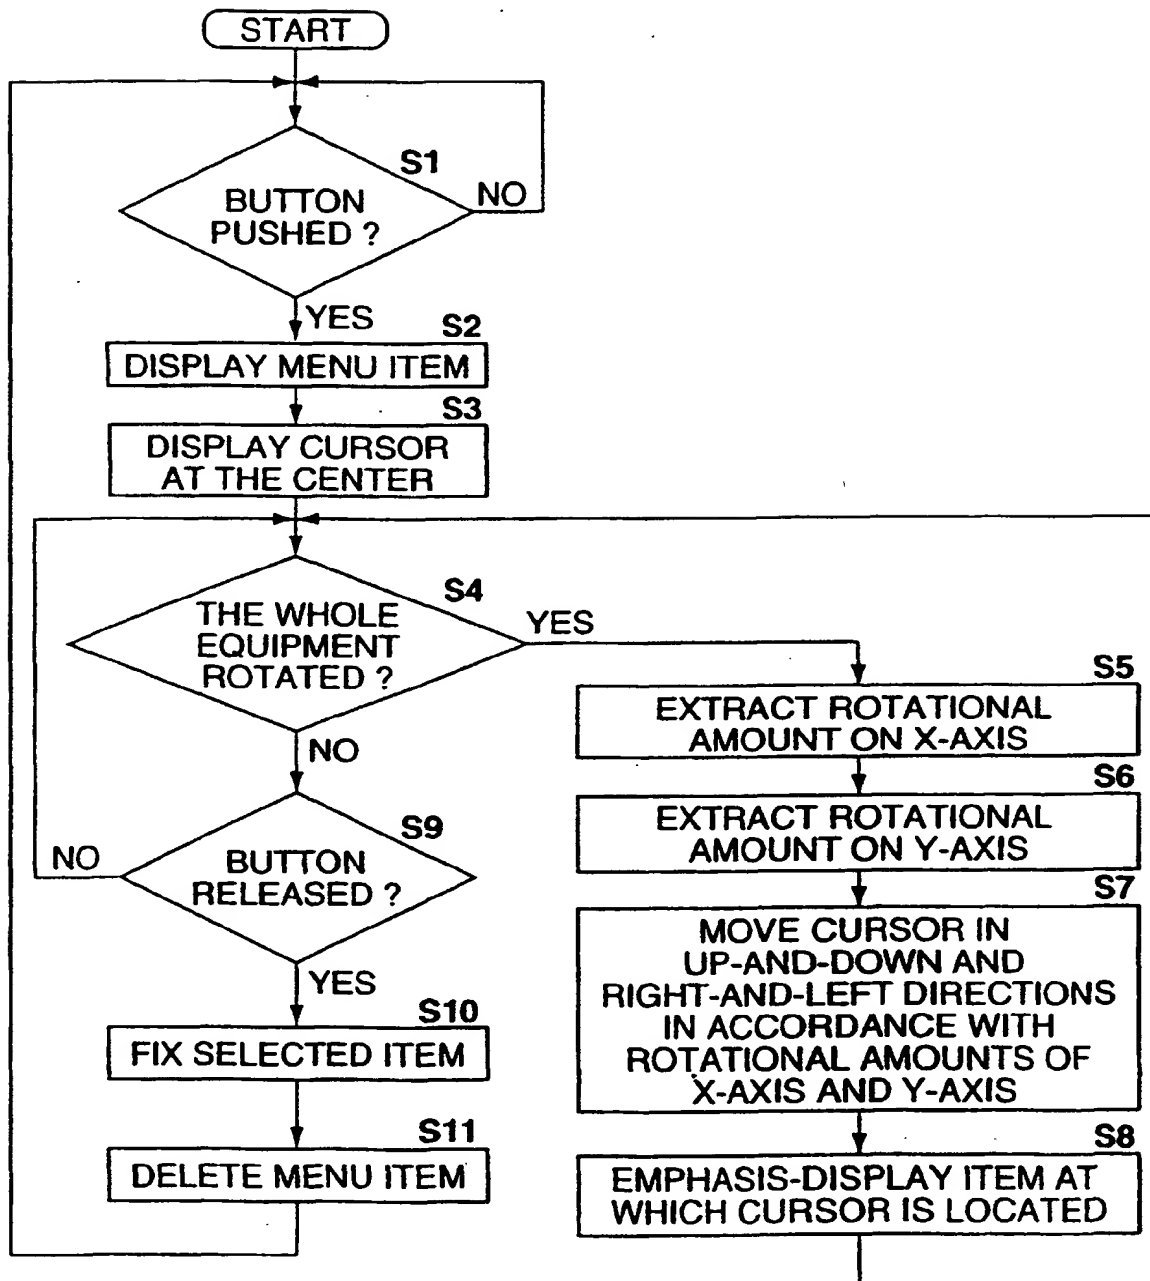 START
S1
BUTTON
PUSHED ?
NO
YES
S2
DISPLAY MENU ITEM
S3
DISPLAY CURSOR
AT THE CENTER
S4
THE WHOLE
EQUIPMENT
ROTATED ?
YES
NO
S5
EXTRACT ROTATIONAL
AMOUNT ON X-AXIS
S6
EXTRACT ROTATIONAL
AMOUNT ON Y-AXIS
S7
MOVE CURSOR IN
UP-AND-DOWN AND
RIGHT-AND-LEFT DIRECTIONS
IN ACCORDANCE WITH
ROTATIONAL AMOUNTS OF
X-AXIS AND Y-AXIS
S8
EMPHASIS-DISPLAY ITEM AT
WHICH CURSOR IS LOCATED
S9
BUTTON
RELEASED ?
NO
YES
S10
FIX SELECTED ITEM
S11
DELETE MENU ITEM